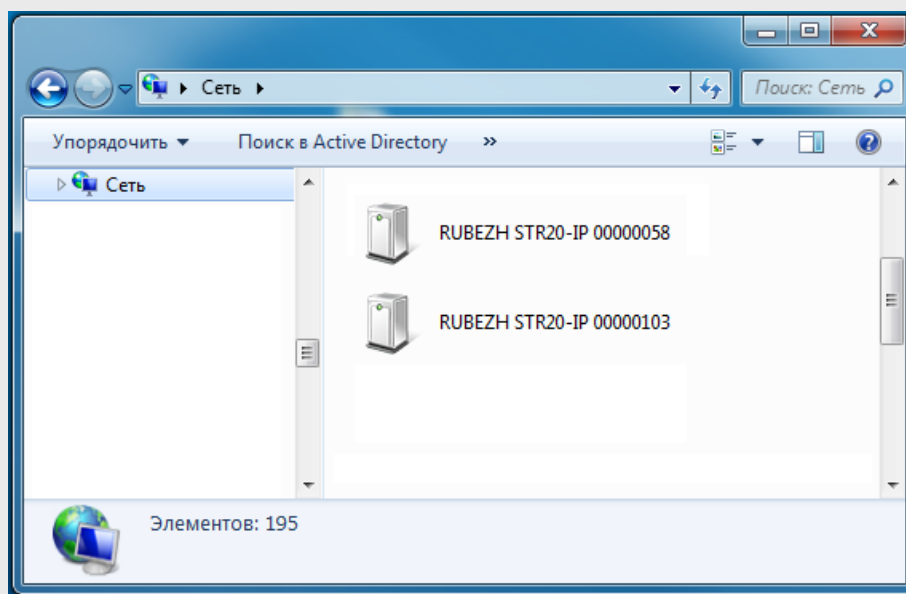 Сеть
Поиск: Сеть
Упорядочить
Поиск в Active Directory
»
Сеть
RUBEZH STR20-IP 00000058
RUBEZH STR20-IP 00000103
Элементов: 195